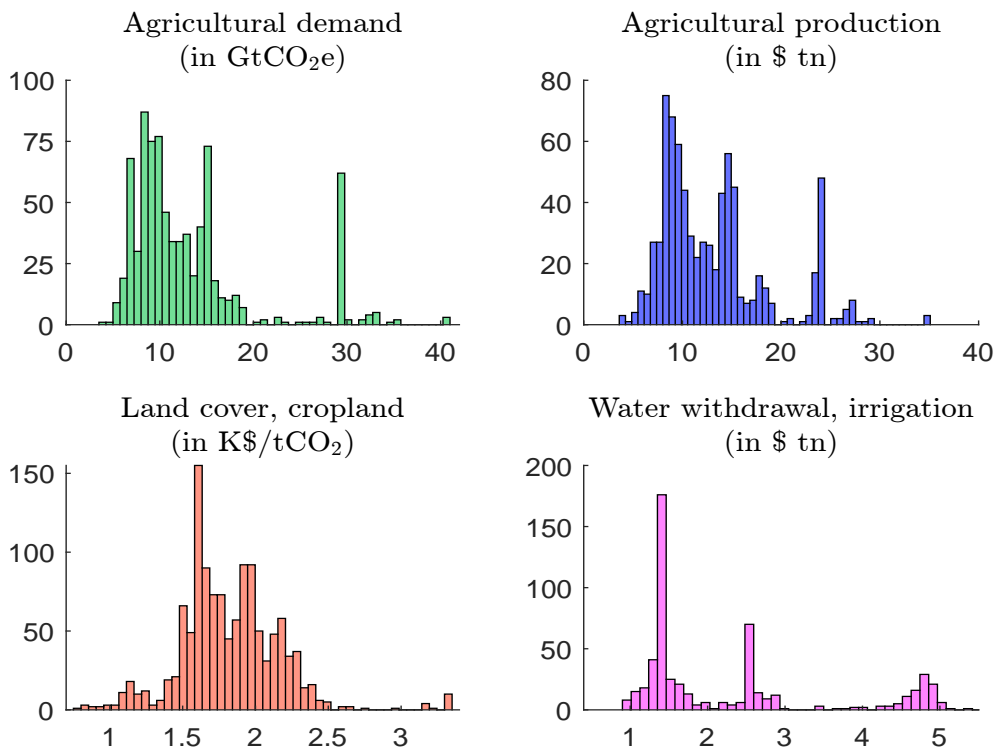 Agricultural demand
(in GtCO₂e)
100
75
50
25
0
0 10 20 30 40
Agricultural production
(in $ tn)
80
60
40
20
0
0 10 20 30 40
Land cover, cropland
(in K$/tCO₂)
150
100
50
0
1 1.5 2 2.5 3
Water withdrawal, irrigation
(in $ tn)
200
150
100
50
0
1 2 3 4 5